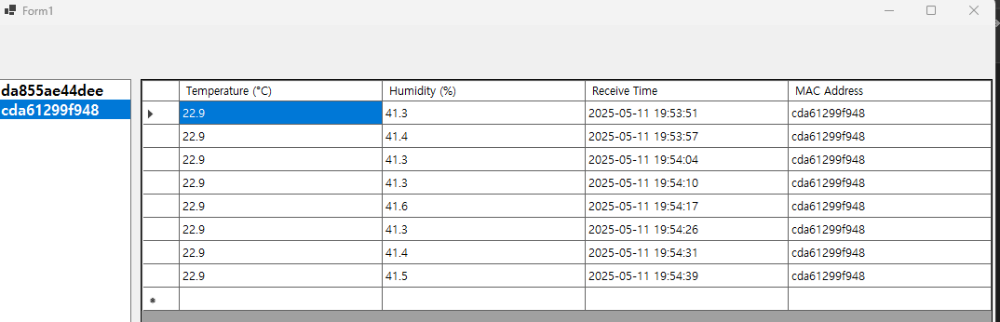 Form1
da855ae44dee
cda61299f948
Temperature (°C) Humidity (%) Receive Time MAC Address
22.9 41.3 2025-05-11 19:53:51 cda61299f948
22.9 41.4 2025-05-11 19:53:57 cda61299f948
22.9 41.3 2025-05-11 19:54:04 cda61299f948
22.9 41.3 2025-05-11 19:54:10 cda61299f948
22.9 41.6 2025-05-11 19:54:17 cda61299f948
22.9 41.3 2025-05-11 19:54:26 cda61299f948
22.9 41.4 2025-05-11 19:54:31 cda61299f948
22.9 41.5 2025-05-11 19:54:39 cda61299f948